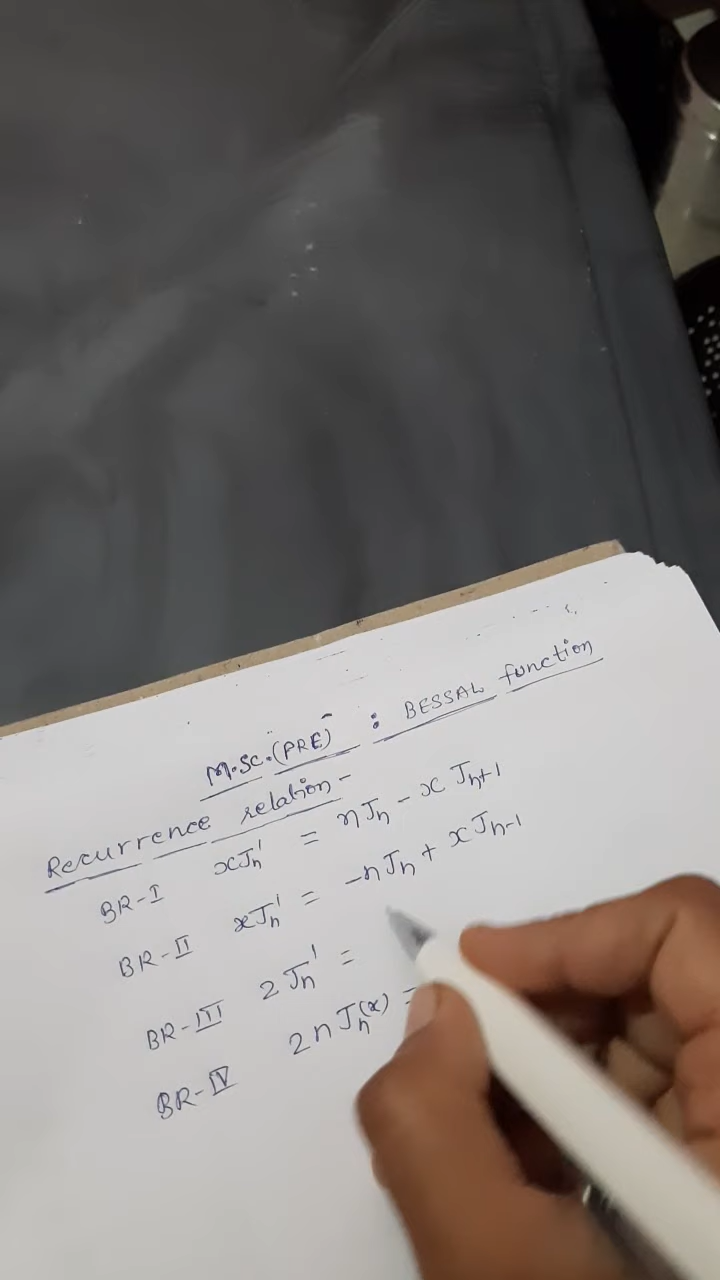 M.SC.(PRE) : BESSAL function
Recurrence relation-
BR-I xJn' = nJn - xJn+1
BR-II xJn' = -nJn + xJn-1
BR-III 2Jn' =
BR-IV 2nJn(x) =